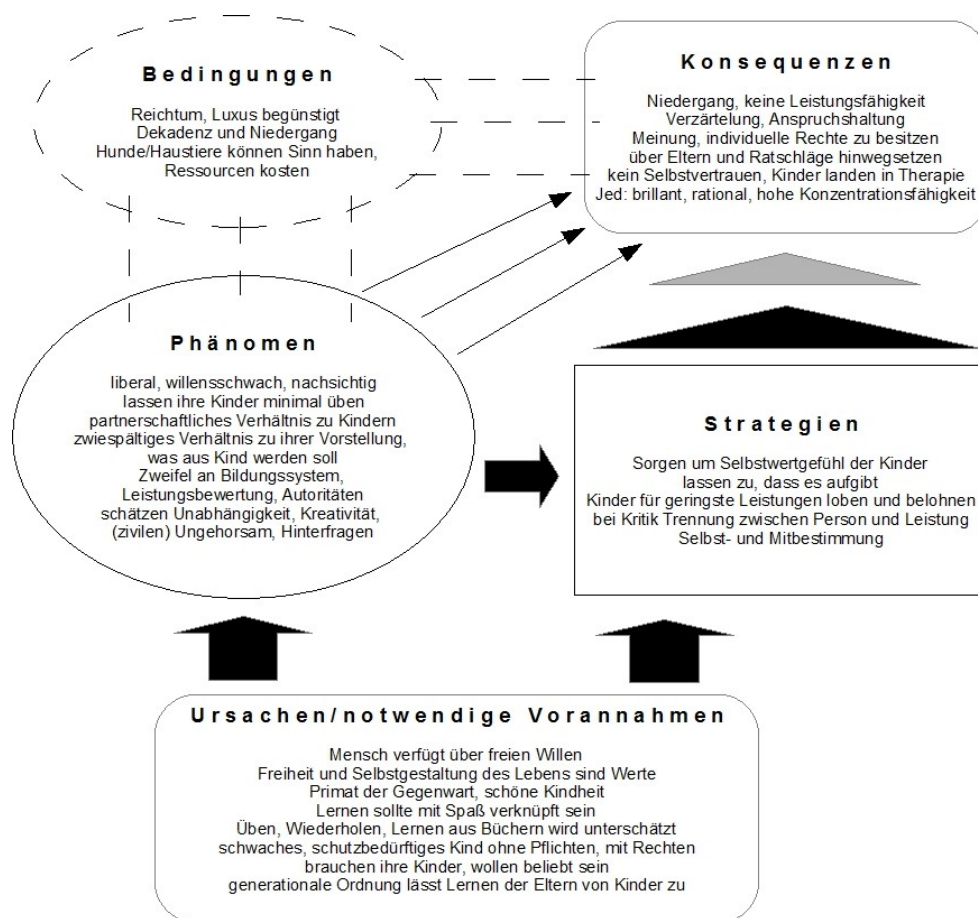 Bedingungen
Reichtum, Luxus begünstigt
Dekadenz und Niedergang
Hunde/Haustiere können Sinn haben,
Ressourcen kosten
Konsequenzen
Niedergang, keine Leistungsfähigkeit
Verzärtelung, Anspruchshaltung
Meinung, individuelle Rechte zu besitzen
über Eltern und Ratschläge hinwegsetzen
kein Selbstvertrauen, Kinder landen in Therapie
Jed: brillant, rational, hohe Konzentrationsfähigkeit
Phänomen
liberal, willensschwach, nachsichtig
lassen ihre Kinder minimal üben
partnerschaftliches Verhältnis zu Kindern
zwiespältiges Verhältnis zu ihrer Vorstellung,
was aus Kind werden soll
Zweifel an Bildungssystem,
Leistungsbewertung, Autoritäten
schätzen Unabhängigkeit, Kreativität,
(zivilen) Ungehorsam, Hinterfragen
Strategien
Sorgen um Selbstwertgefühl der Kinder
lassen zu, dass es aufgibt
Kinder für geringste Leistungen loben und belohnen
bei Kritik Trennung zwischen Person und Leistung
Selbst- und Mitbestimmung
Ursachen/notwendige Vorannahmen
Mensch verfügt über freien Willen
Freiheit und Selbstgestaltung des Lebens sind Werte
Primat der Gegenwart, schöne Kindheit
Lernen sollte mit Spaß verknüpft sein
Üben, Wiederholen, Lernen aus Büchern wird unterschätzt
schwaches, schutzbedürftiges Kind ohne Pflichten, mit Rechten
brauchen ihre Kinder, wollen beliebt sein
generationale Ordnung lässt Lernen der Eltern von Kinder zu